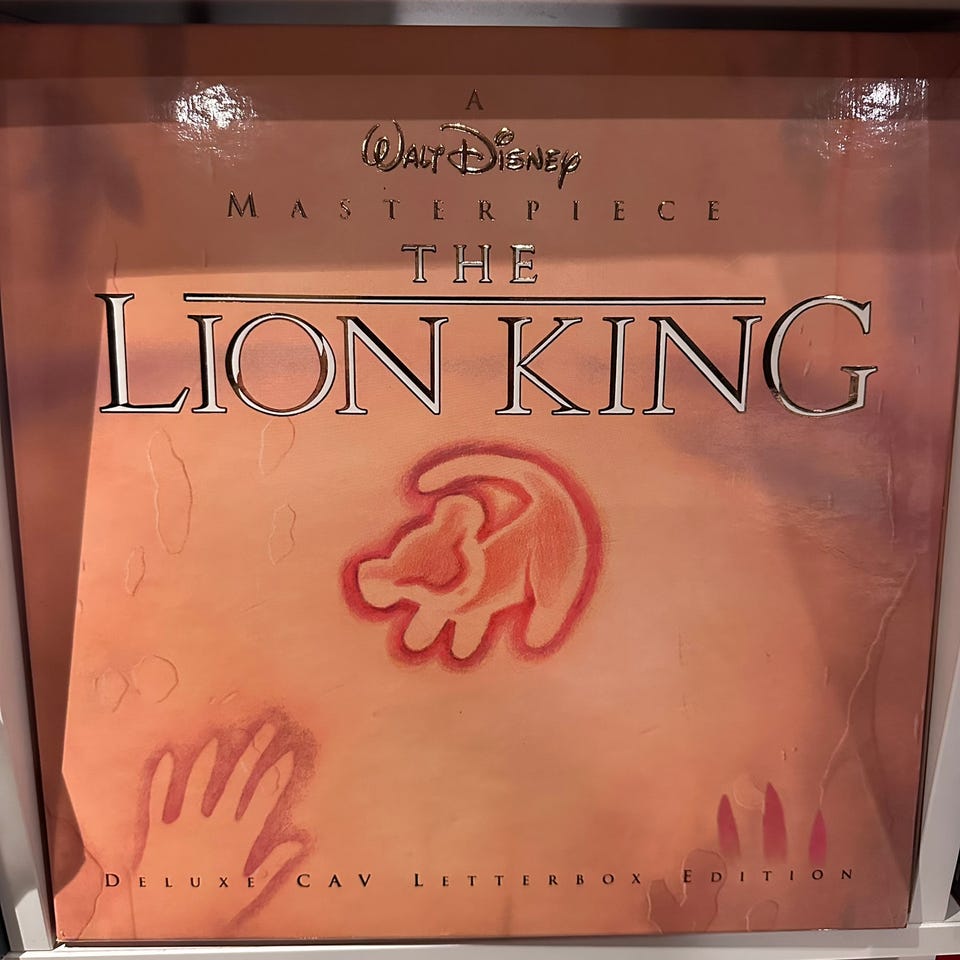 A
Walt Disney
MASTERPIECE
THE
LION KING
DELUXE CAV LETTERBOX EDITION